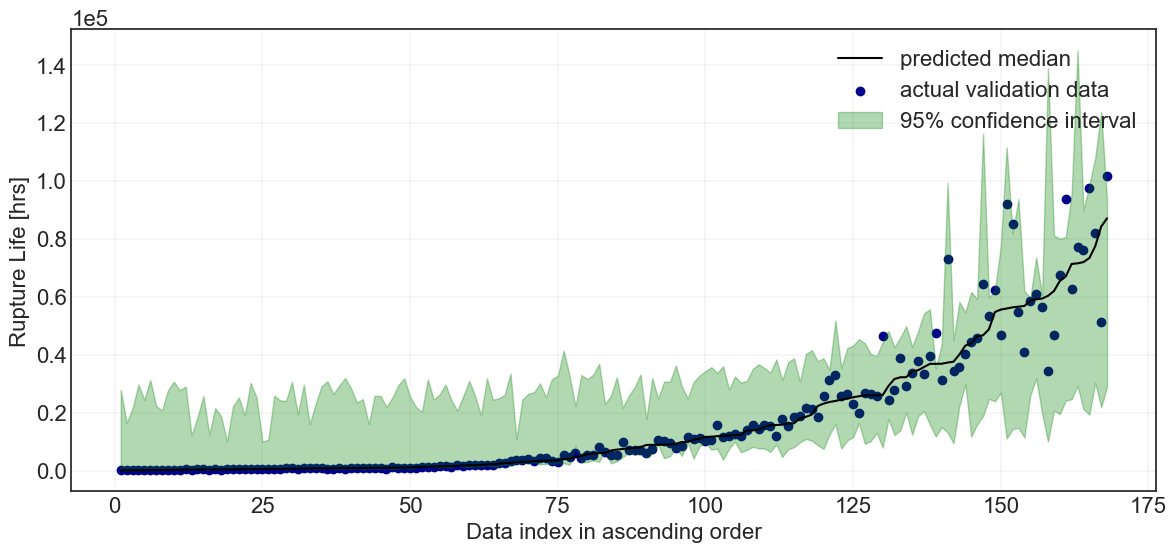 1e5
1.4
1.2
1.0
0.8
0.6
0.4
0.2
0.0
Rupture Life [hrs]
predicted median
actual validation data
95% confidence interval
0 25 50 75 100 125 150 175
Data index in ascending order